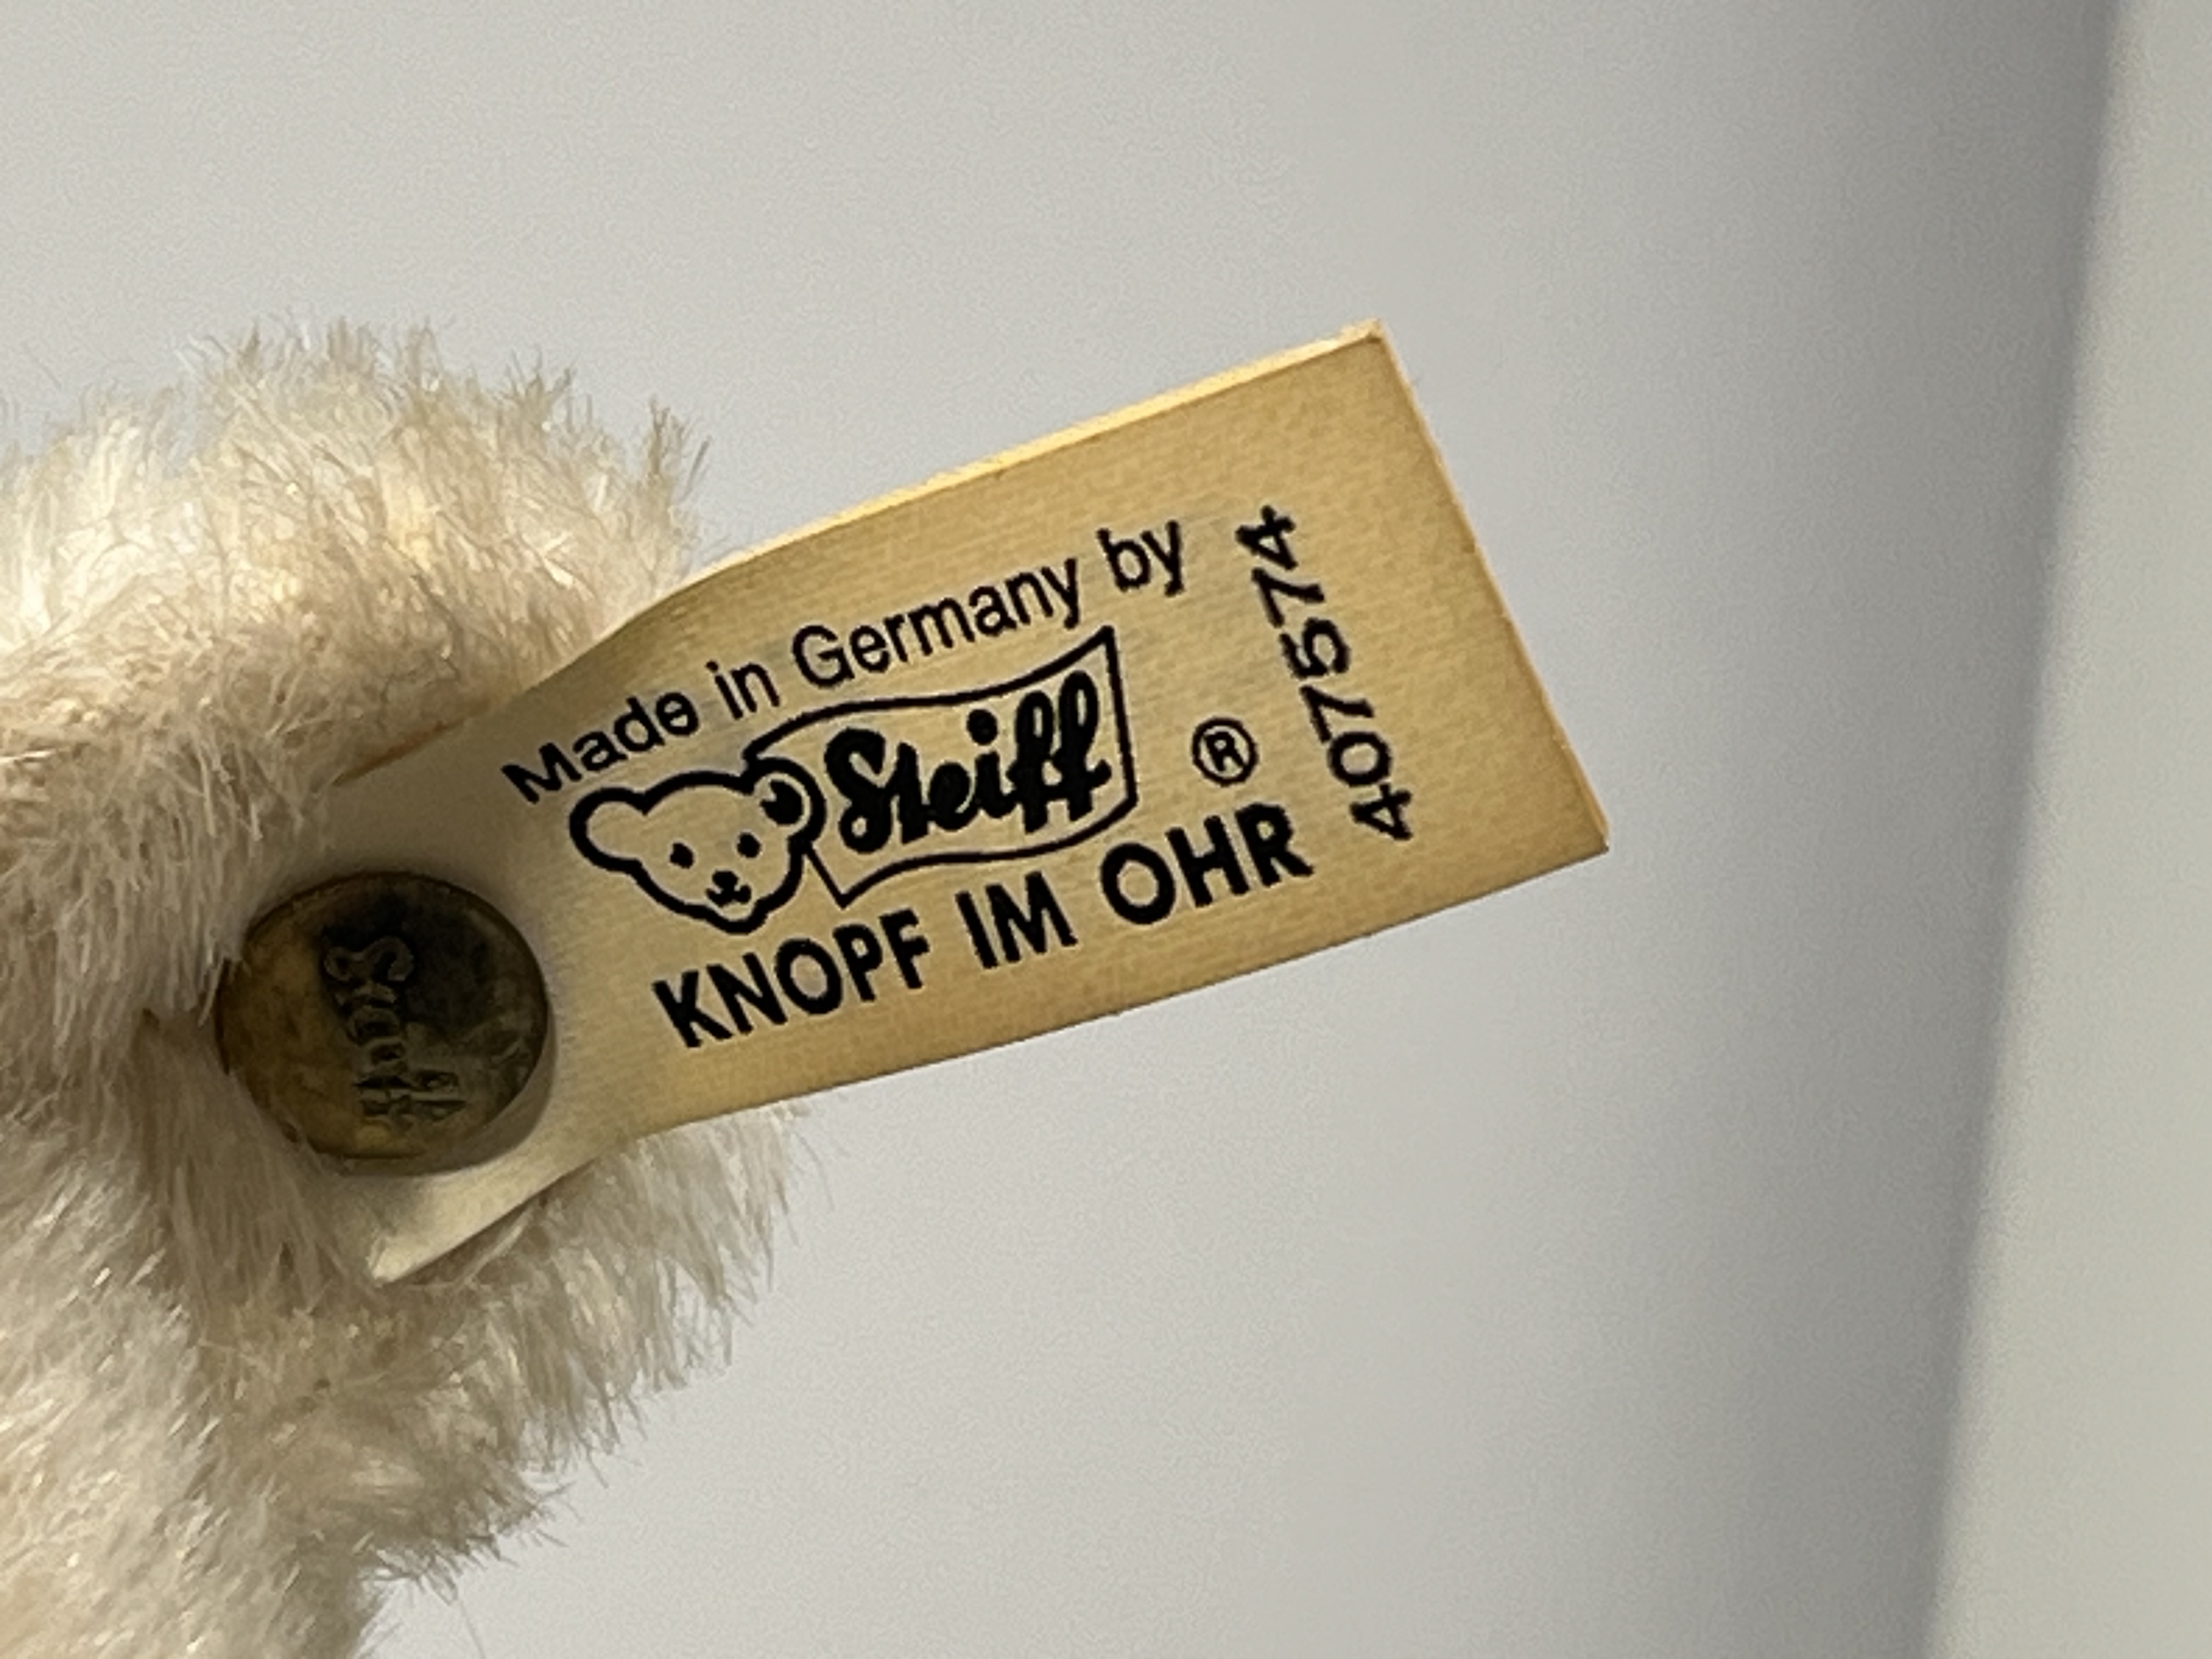 Made in Germany by
Steiff ®
KNOPF IM OHR
407574
Steiff